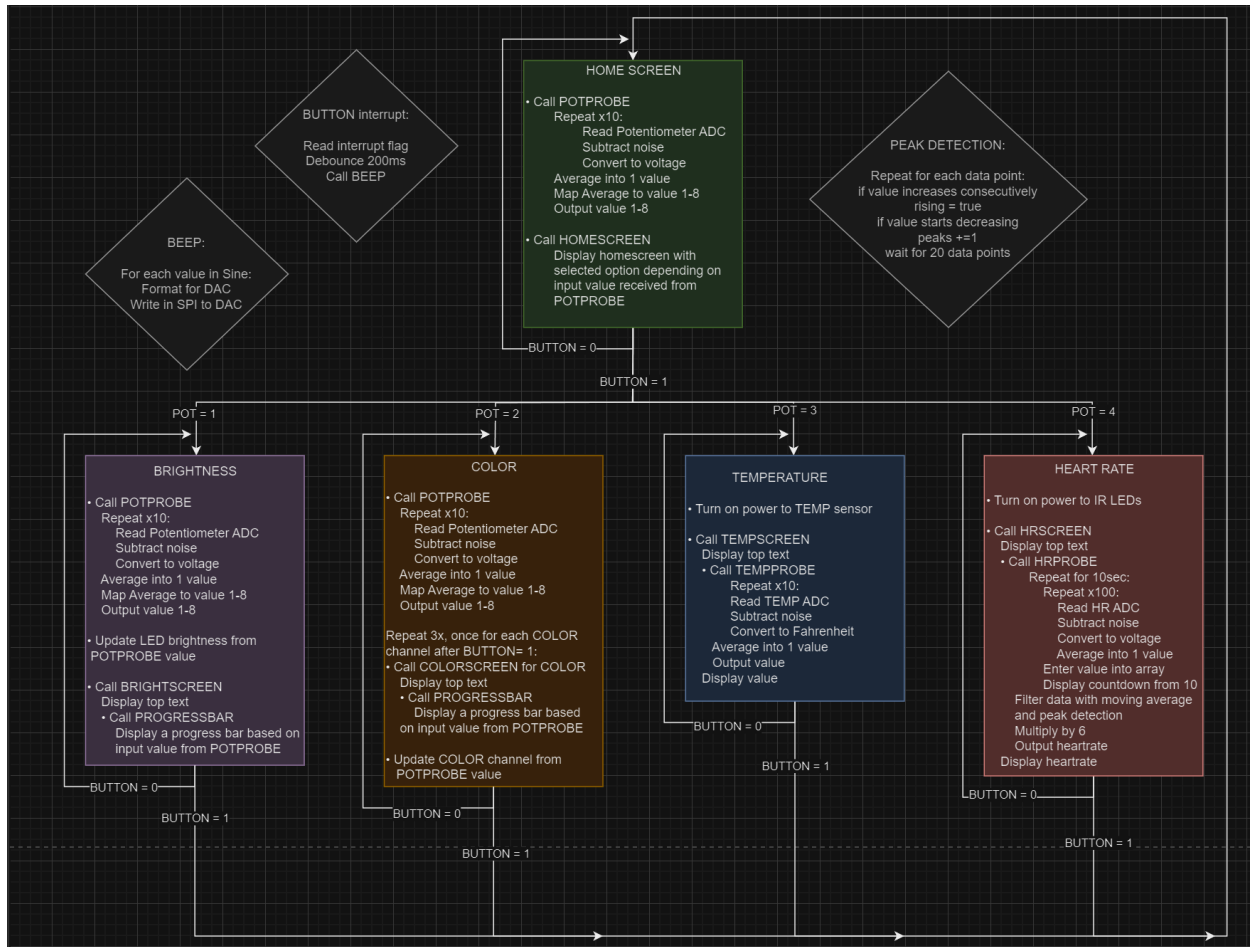 HOME SCREEN
• Call POTPROBE
Repeat x10:
Read Potentiometer ADC
Subtract noise
Convert to voltage
Average into 1 value
Map Average to value 1-8
Output value 1-8
• Call HOMESCREEN
Display homescreen with
selected option depending on
input value received from
POTPROBE
BUTTON interrupt:
Read interrupt flag
Debounce 200ms
Call BEEP
BEEP:
For each value in Sine:
Format for DAC
Write in SPI to DAC
PEAK DETECTION:
Repeat for each data point:
if value increases consecutively
rising = true
if value starts decreasing
peaks +=1
wait for 20 data points
BUTTON = 0
BUTTON = 1
POT = 1
POT = 2
POT = 3
POT = 4
BRIGHTNESS
• Call POTPROBE
Repeat x10:
Read Potentiometer ADC
Subtract noise
Convert to voltage
Average into 1 value
Map Average to value 1-8
Output value 1-8
• Update LED brightness from
POTPROBE value
• Call BRIGHTSCREEN
Display top text
• Call PROGRESSBAR
Display a progress bar based on
input value from POTPROBE
BUTTON = 0
BUTTON = 1
COLOR
• Call POTPROBE
Repeat x10:
Read Potentiometer ADC
Subtract noise
Convert to voltage
Average into 1 value
Map Average to value 1-8
Output value 1-8
Repeat 3x, once for each COLOR
channel after BUTTON= 1:
• Call COLORSCREEN for COLOR
Display top text
• Call PROGRESSBAR
Display a progress bar based
on input value from POTPROBE
• Update COLOR channel from
POTPROBE value
BUTTON = 0
BUTTON = 1
TEMPERATURE
• Turn on power to TEMP sensor
• Call TEMPSCREEN
Display top text
• Call TEMPPROBE
Repeat x10:
Read TEMP ADC
Subtract noise
Convert to Fahrenheit
Average into 1 value
Output value
Display value
BUTTON = 0
BUTTON = 1
HEART RATE
• Turn on power to IR LEDs
• Call HRSCREEN
Display top text
• Call HRPROBE
Repeat for 10sec:
Repeat x100:
Read HR ADC
Subtract noise
Convert to voltage
Average into 1 value
Enter value into array
Display countdown from 10
Filter data with moving average
and peak detection
Multiply by 6
Output heartrate
Display heartrate
BUTTON = 0
BUTTON = 1